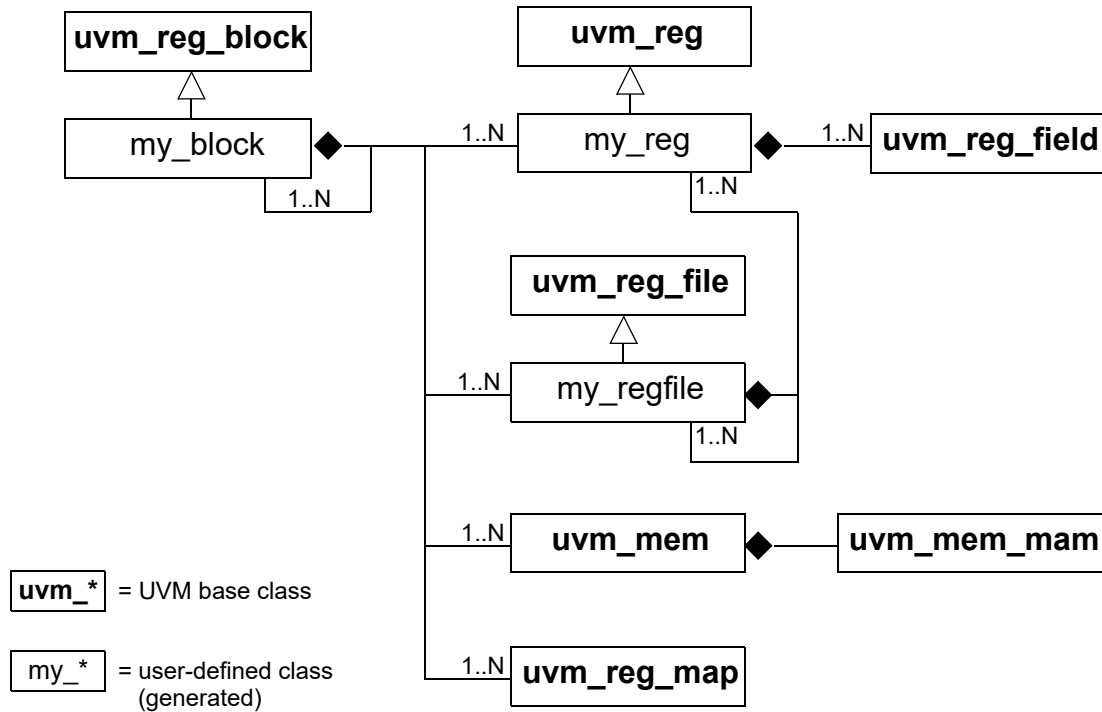 uvm_reg_block
uvm_reg
my_block
1..N
my_reg
1..N
uvm_reg_field
1..N
1..N
uvm_reg_file
1..N
my_regfile
1..N
1..N
uvm_mem
uvm_mem_mam
uvm_* = UVM base class
1..N
uvm_reg_map
my_* = user-defined class
(generated)